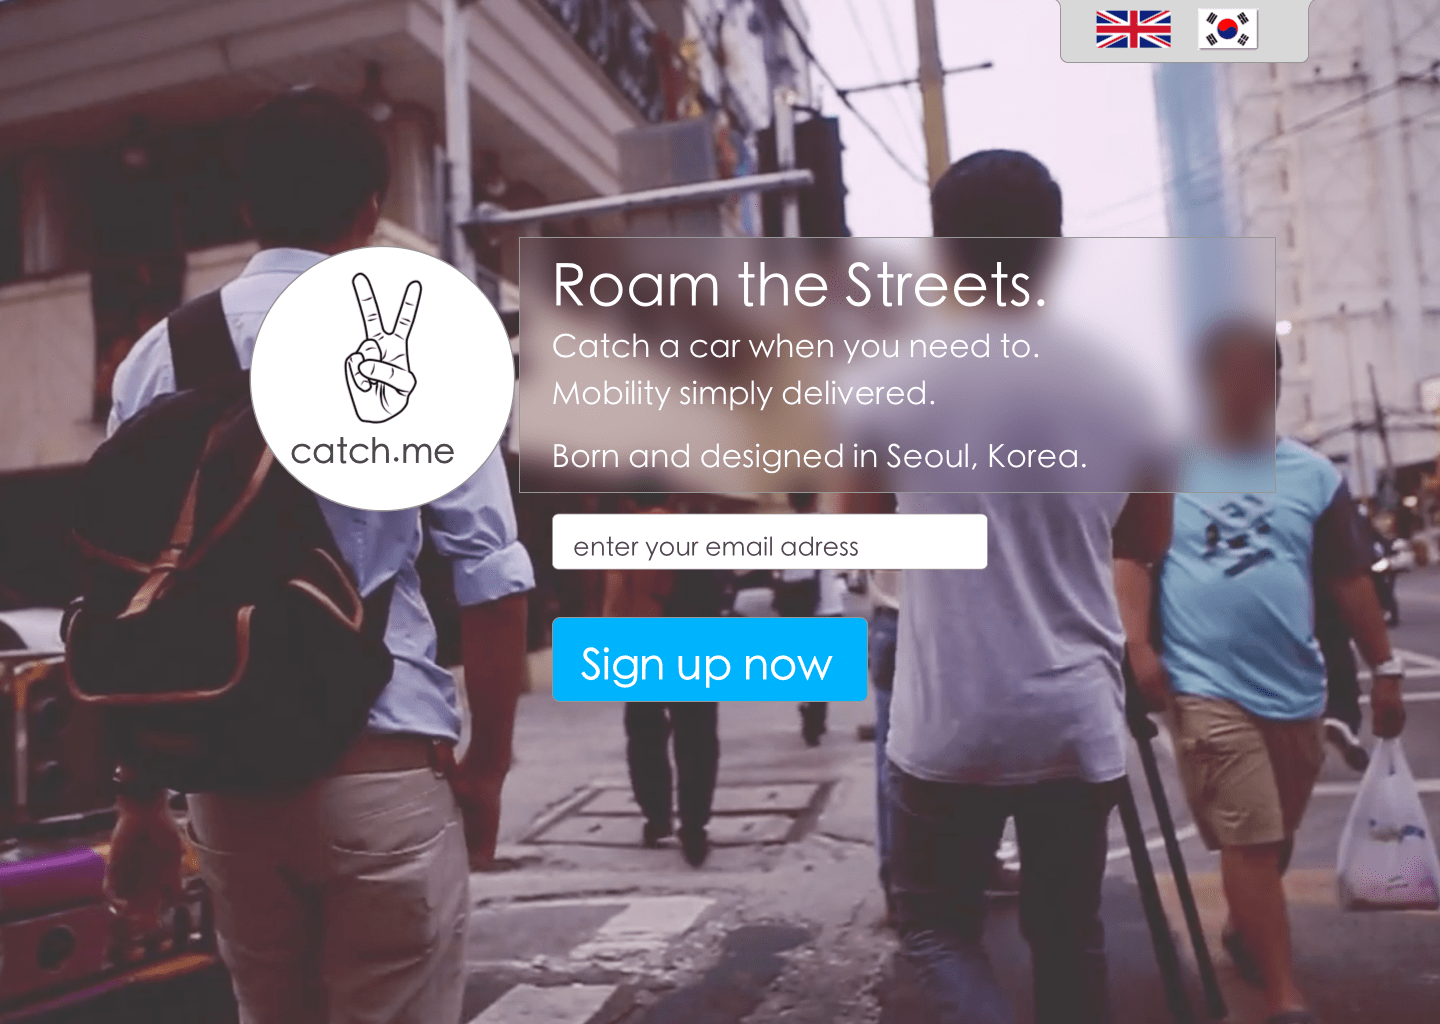 catch.me
Roam the Streets.
Catch a car when you need to.
Mobility simply delivered.
Born and designed in Seoul, Korea.
enter your email adress
Sign up now